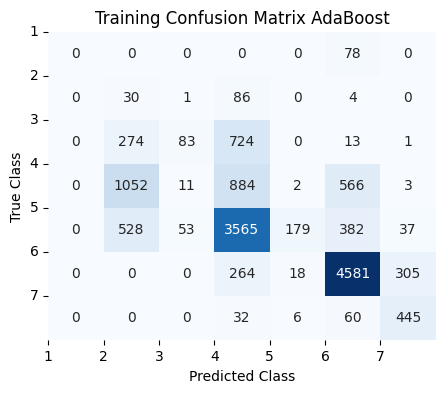 Training Confusion Matrix AdaBoost
1
0 0 0 0 0 78 0
2
0 30 1 86 0 4 0
3
0 274 83 724 0 13 1
4
0 1052 11 884 2 566 3
5
0 528 53 3565 179 382 37
6
0 0 0 264 18 4581 305
7
0 0 0 32 6 60 445
1 2 3 4 5 6 7
True Class
Predicted Class